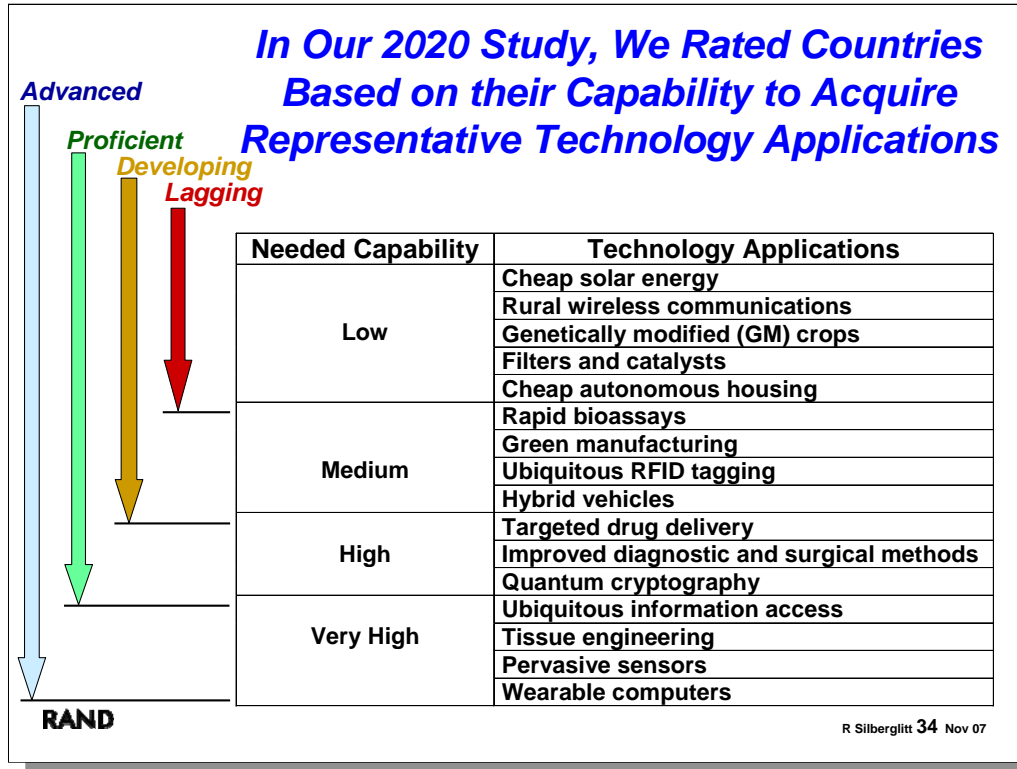 In Our 2020 Study, We Rated Countries
Based on their Capability to Acquire
Representative Technology Applications
Advanced
Proficient
Developing
Lagging
Needed Capability Technology Applications
Low
Cheap solar energy
Rural wireless communications
Genetically modified (GM) crops
Filters and catalysts
Cheap autonomous housing
Medium
Rapid bioassays
Green manufacturing
Ubiquitous RFID tagging
Hybrid vehicles
High
Targeted drug delivery
Improved diagnostic and surgical methods
Quantum cryptography
Very High
Ubiquitous information access
Tissue engineering
Pervasive sensors
Wearable computers
RAND
R Silberglitt 34 Nov 07